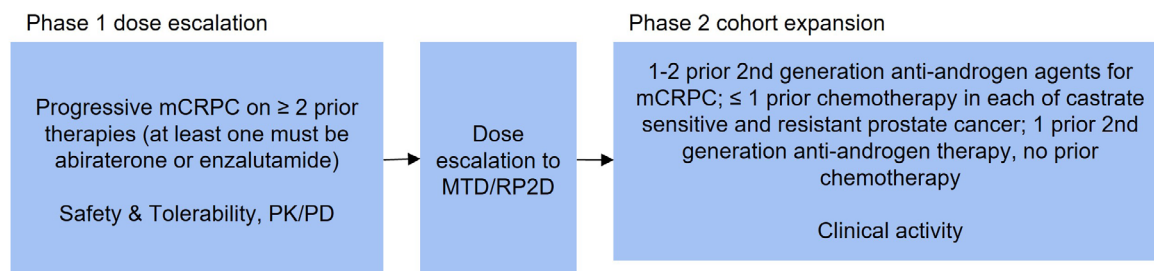 Phase 1 dose escalation
Progressive mCRPC on ≥ 2 prior
therapies (at least one must be
abiraterone or enzalutamide)
Safety & Tolerability, PK/PD
Dose
escalation to
MTD/RP2D
Phase 2 cohort expansion
1-2 prior 2nd generation anti-androgen agents for
mCRPC; ≤ 1 prior chemotherapy in each of castrate
sensitive and resistant prostate cancer; 1 prior 2nd
generation anti-androgen therapy, no prior
chemotherapy
Clinical activity